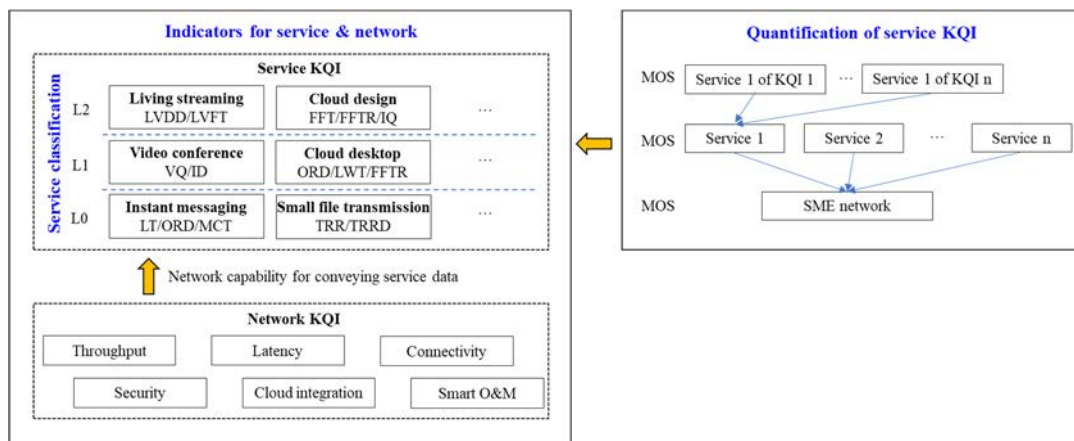 Indicators for service & network
Service KQI
Service classification
L2
Living streaming
LVDD/LVFT
Cloud design
FFT/FFTR/IQ
...
L1
Video conference
VQ/ID
Cloud desktop
ORD/LWT/FFTR
...
L0
Instant messaging
LT/ORD/MCT
Small file transmission
TRR/TRRD
...
Network capability for conveying service data
Network KQI
Throughput
Latency
Connectivity
Security
Cloud integration
Smart O&M
Quantification of service KQI
MOS
Service 1 of KQI 1
...
Service 1 of KQI n
MOS
Service 1
Service 2
...
Service n
MOS
SME network